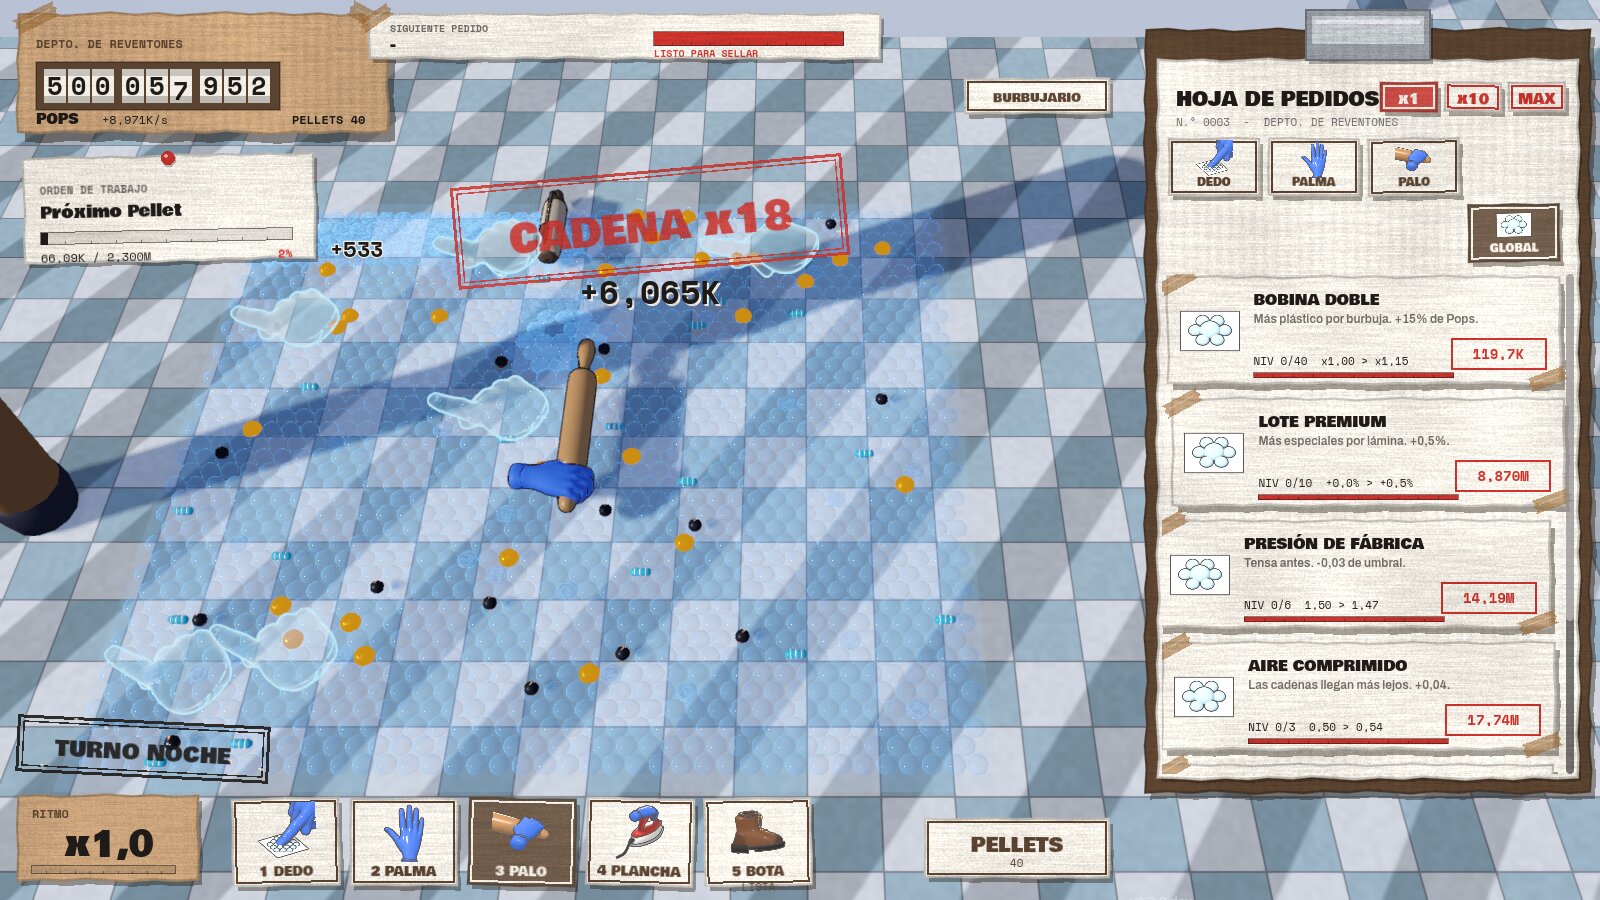 DEPTO. DE REVENTONES
500 057 952
POPS +8,971K/s PELLETS 40
SIGUIENTE PEDIDO
-
LISTO PARA SELLAR
BURBUJARIO
ORDEN DE TRABAJO
Próximo Pellet
66,09K / 2,300M 2%
+533
CADENA x18
+6,065K
HOJA DE PEDIDOS
x1 x10 MAX
N.° 0003 - DEPTO. DE REVENTONES
DEDO PALMA PALO
GLOBAL
BOBINA DOBLE
Más plástico por burbuja. +15% de Pops.
NIV 0/40 x1,00 > x1,15
119,7K
LOTE PREMIUM
Más especiales por lámina. +0,5%.
NIV 0/10 +0,0% > +0,5%
8,870M
PRESIÓN DE FÁBRICA
Tensa antes. -0,03 de umbral.
NIV 0/6 1,50 > 1,47
14,19M
AIRE COMPRIMIDO
Las cadenas llegan más lejos. +0,04.
NIV 0/3 0,50 > 0,54
17,74M
TURNO NOCHE
RITMO
x1,0
1 DEDO
2 PALMA
3 PALO
4 PLANCHA
5 BOTA
LISTA
PELLETS
40